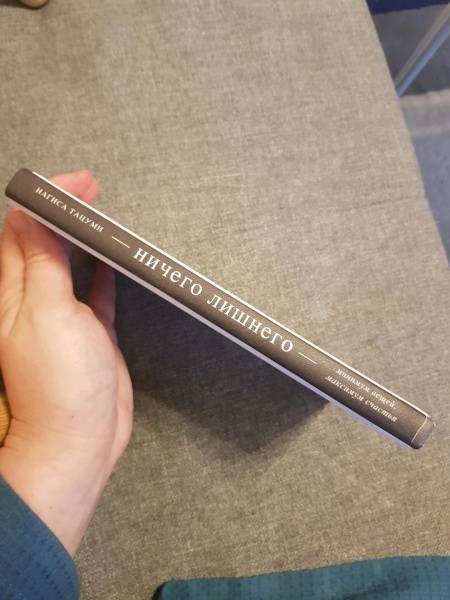 НАГИСА ТАЦУМИ
— НИЧЕГО ЛИШНЕГО —
минимум вещей,
максимум счастья